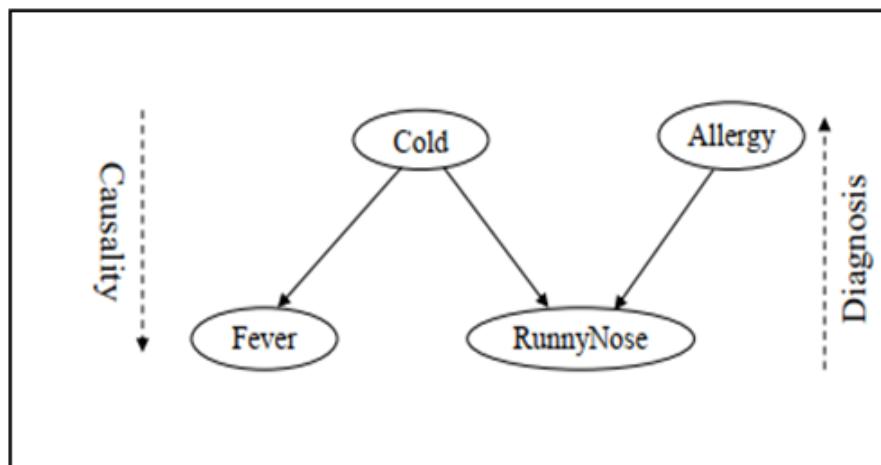 Cold
Allergy
Causality
Diagnosis
Fever
RunnyNose